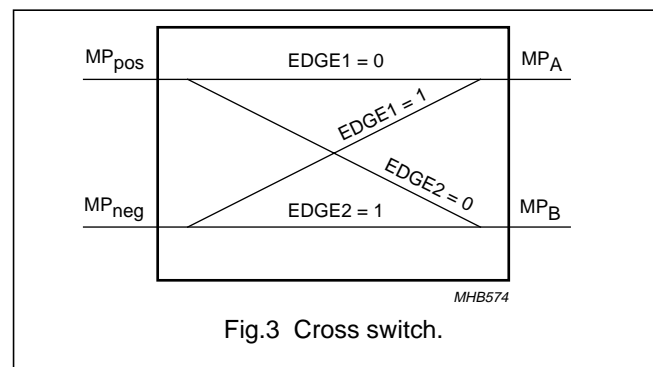 MPpos
EDGE1 = 0
MPA
EDGE1 = 1
EDGE2 = 0
MPneg
EDGE2 = 1
MPB
MHB574
Fig.3 Cross switch.